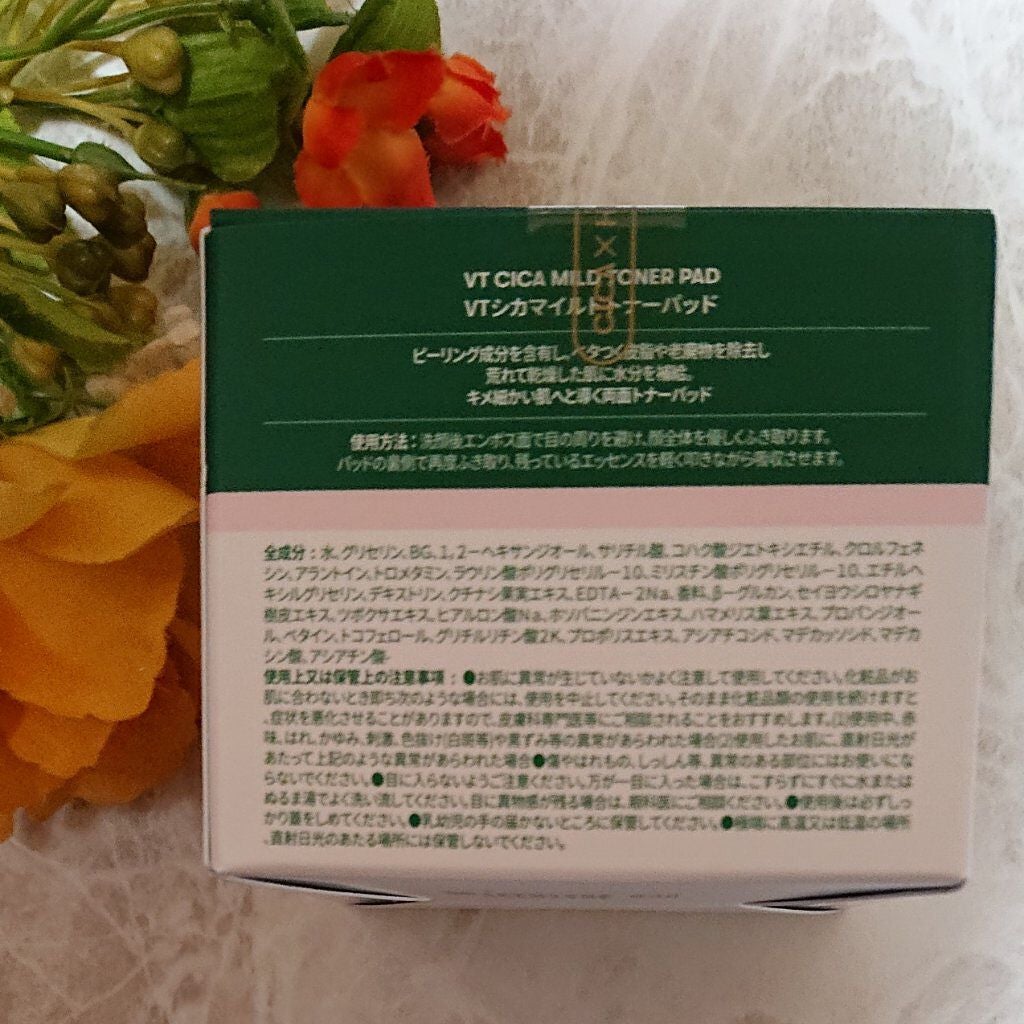 VT CICA MILD TONER PAD
VTシカマイルドトナーパッド
ピーリング成分を含有し、ベタつく皮脂や老廃物を除去し
荒れて乾燥した肌に水分を補給。
キメ細かい肌へと導く両面トナーパッド
使用方法：洗顔後エンボス面で目の周りを避け、顔全体を優しくふき取ります。
パッドの裏側で再度ふき取り、残っているエッセンスを軽く叩きながら吸収させます。
全成分：水、グリセリン、BG、1，2－ヘキサンジオール、サリチル酸、コハク酸ジエトキシエチル、クロルフェネ
シン、アラントイン、トロメタミン、ラウリン酸ポリグリセリル－10、ミリスチン酸ポリグリセリル－10、エチルヘ
キシルグリセリン、デキストリン、クチナシ果実エキス、EDTA－2Na、香料、β－グルカン、セイヨウシロヤナギ
樹皮エキス、ツボクサエキス、ヒアルロン酸Na、ホソバニンジンエキス、ハマメリス葉エキス、プロパンジオー
ル、ベタイン、トコフェロール、グリチルリチン酸2K、プロポリスエキス、アシアチコシド、マデカッソシド、マデカ
シン酸、アシアチン酸
使用上又は保管上の注意事項：●お肌に異常が生じていないかよく注意して使用してください。化粧品がお
肌に合わないとき即ち次のような場合には、使用を中止してください。そのまま化粧品類の使用を続けますと
、症状を悪化させることがありますので、皮膚科専門医等にご相談されることをおすすめします。(1)使用中、赤
味、はれ、かゆみ、刺激、色抜け(白斑等)や黒ずみ等の異常があらわれた場合(2)使用したお肌に、直射日光が
あたって上記のような異常があらわれた場合●傷やはれもの、しっしん等、異常のある部位にはお使いにな
らないでください。●目に入らないようご注意ください。万が一目に入った場合は、こすらずにすぐに水または
ぬるま湯でよく洗い流してください。目に異物感が残る場合は、眼科医にご相談ください。●使用後は必ずしっ
かり蓋をしめてください。●乳幼児の手の届かないところに保管してください。●極端に高温又は低温の場所
、直射日光のあたる場所には保管しないでください。